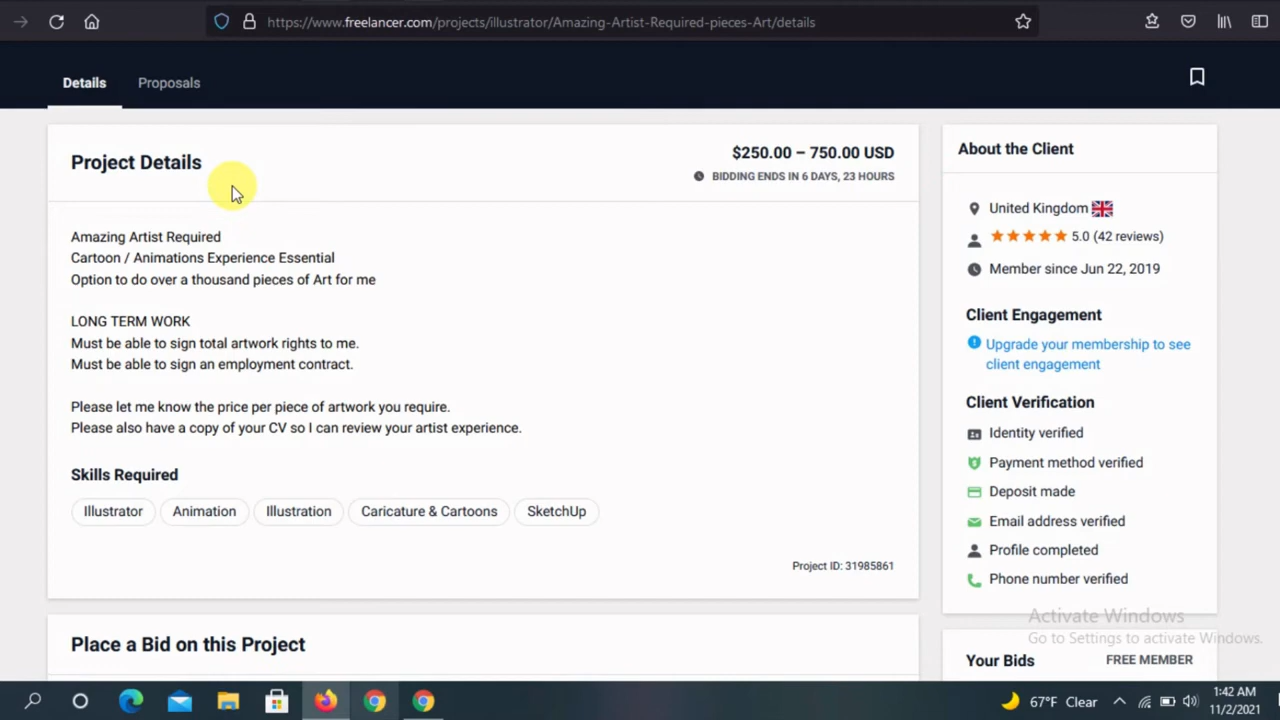 https://www.freelancer.com/projects/illustrator/Amazing-Artist-Required-pieces-Art/details
Details
Proposals
Project Details
$250.00 – 750.00 USD
BIDDING ENDS IN 6 DAYS, 23 HOURS
Amazing Artist Required
Cartoon / Animations Experience Essential
Option to do over a thousand pieces of Art for me
LONG TERM WORK
Must be able to sign total artwork rights to me.
Must be able to sign an employment contract.
Please let me know the price per piece of artwork you require.
Please also have a copy of your CV so I can review your artist experience.
Skills Required
Illustrator
Animation
Illustration
Caricature & Cartoons
SketchUp
Project ID: 31985861
Place a Bid on this Project
About the Client
United Kingdom
5.0 (42 reviews)
Member since Jun 22, 2019
Client Engagement
Upgrade your membership to see
client engagement
Client Verification
Identity verified
Payment method verified
Deposit made
Email address verified
Profile completed
Phone number verified
Activate Windows
Go to Settings to activate Windows.
Your Bids
FREE MEMBER
67°F Clear
1:42 AM
11/2/2021